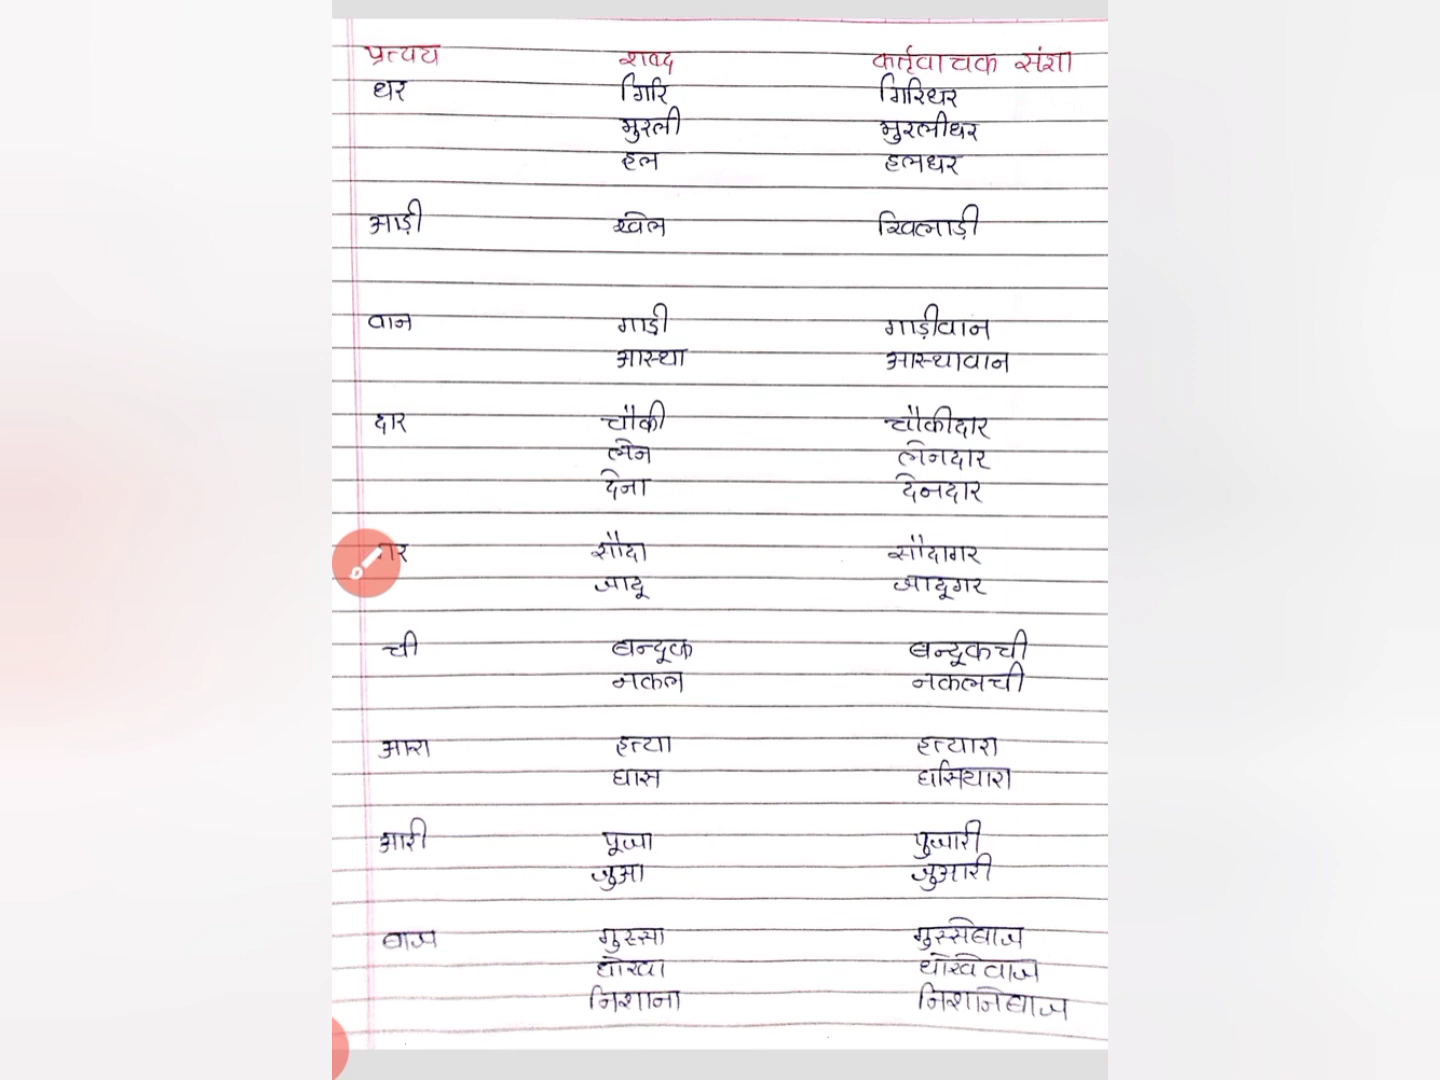 प्रत्यय शब्द कर्तृवाचक संज्ञा
धर गिरि गिरिधर
मुरली मुरलीधर
हल हलधर
आड़ी खेल खिलाड़ी
वान गाड़ी गाड़ीवान
आस्था आस्थावान
दार चौकी चौकीदार
लेन लेनदार
देना देनदार
गर सौदा सौदागर
जादू जादूगर
ची बन्दूक बन्दूकची
नकल नकलची
आरा हत्या हत्यारा
घास घसियारा
आरी पूजा पुजारी
जुआ जुआरी
बाज गुस्सा गुस्सेबाज
धोखा धोखेबाज
निशाना निशानेबाज